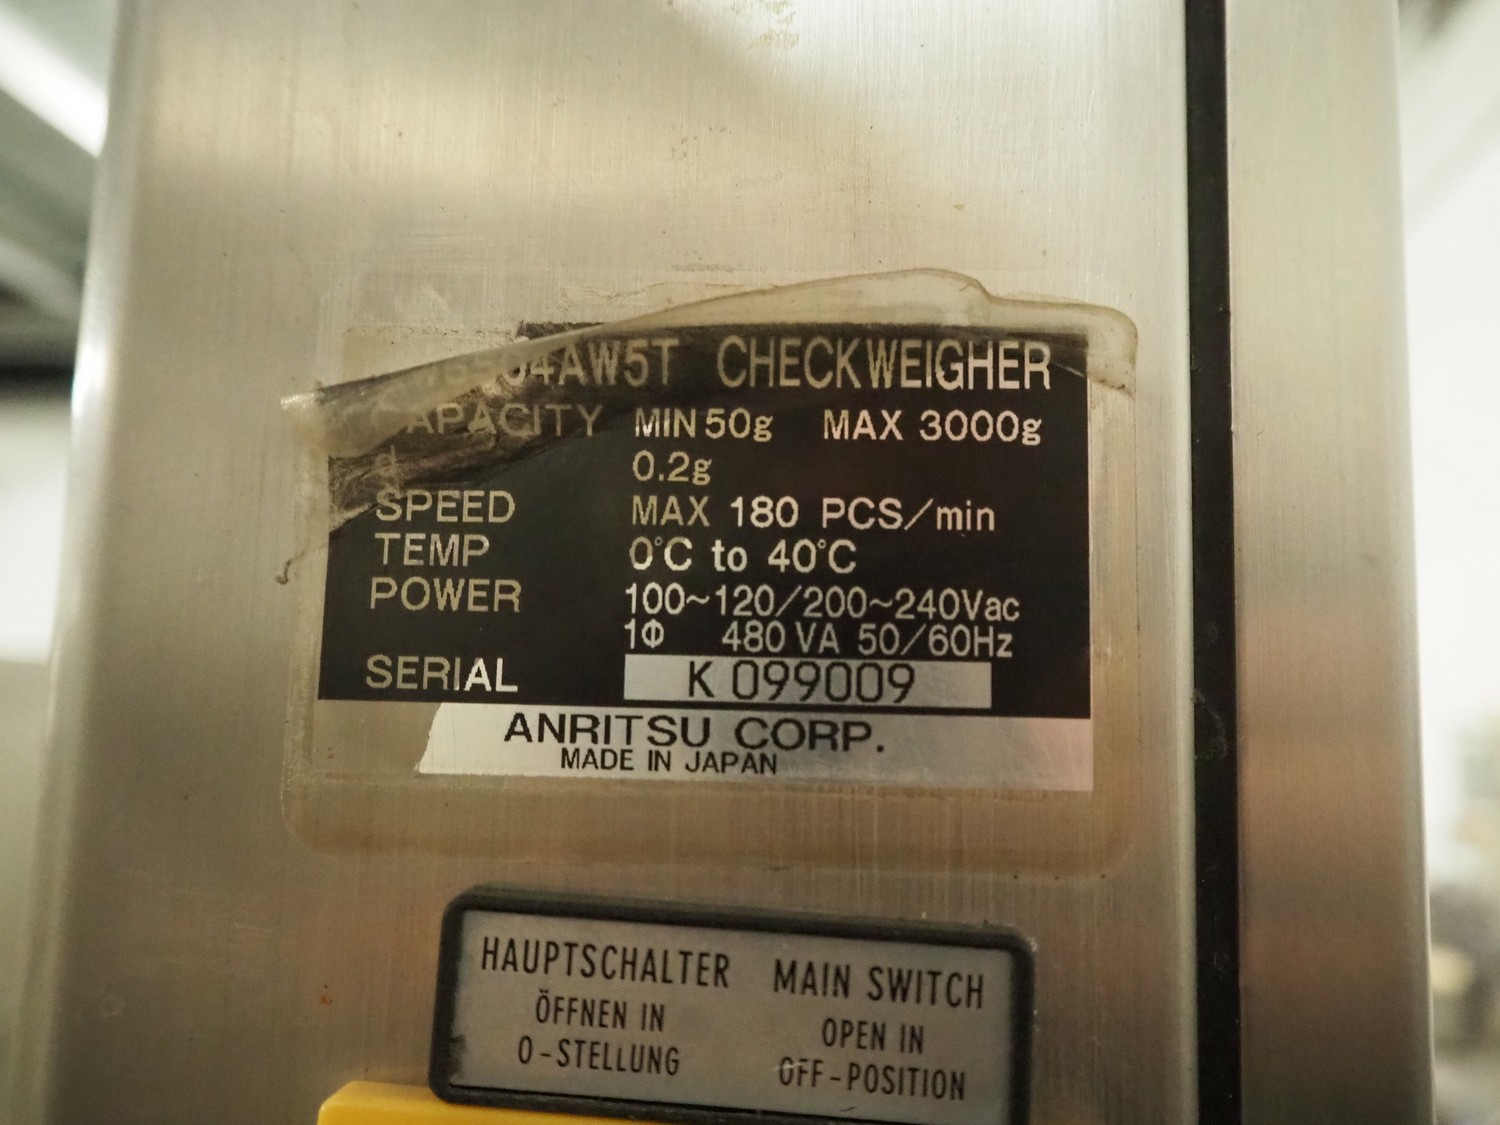 CHECKWEIGHER
CAPACITY MIN 50g MAX 3000g
d 0.2g
SPEED MAX 180 PCS/min
TEMP 0°C to 40°C
POWER 100~120/200~240Vac
1Φ 480 VA 50/60Hz
SERIAL K 099009
ANRITSU CORP.
MADE IN JAPAN
HAUPTSCHALTER
ÖFFNEN IN
0-STELLUNG
MAIN SWITCH
OPEN IN
OFF-POSITION